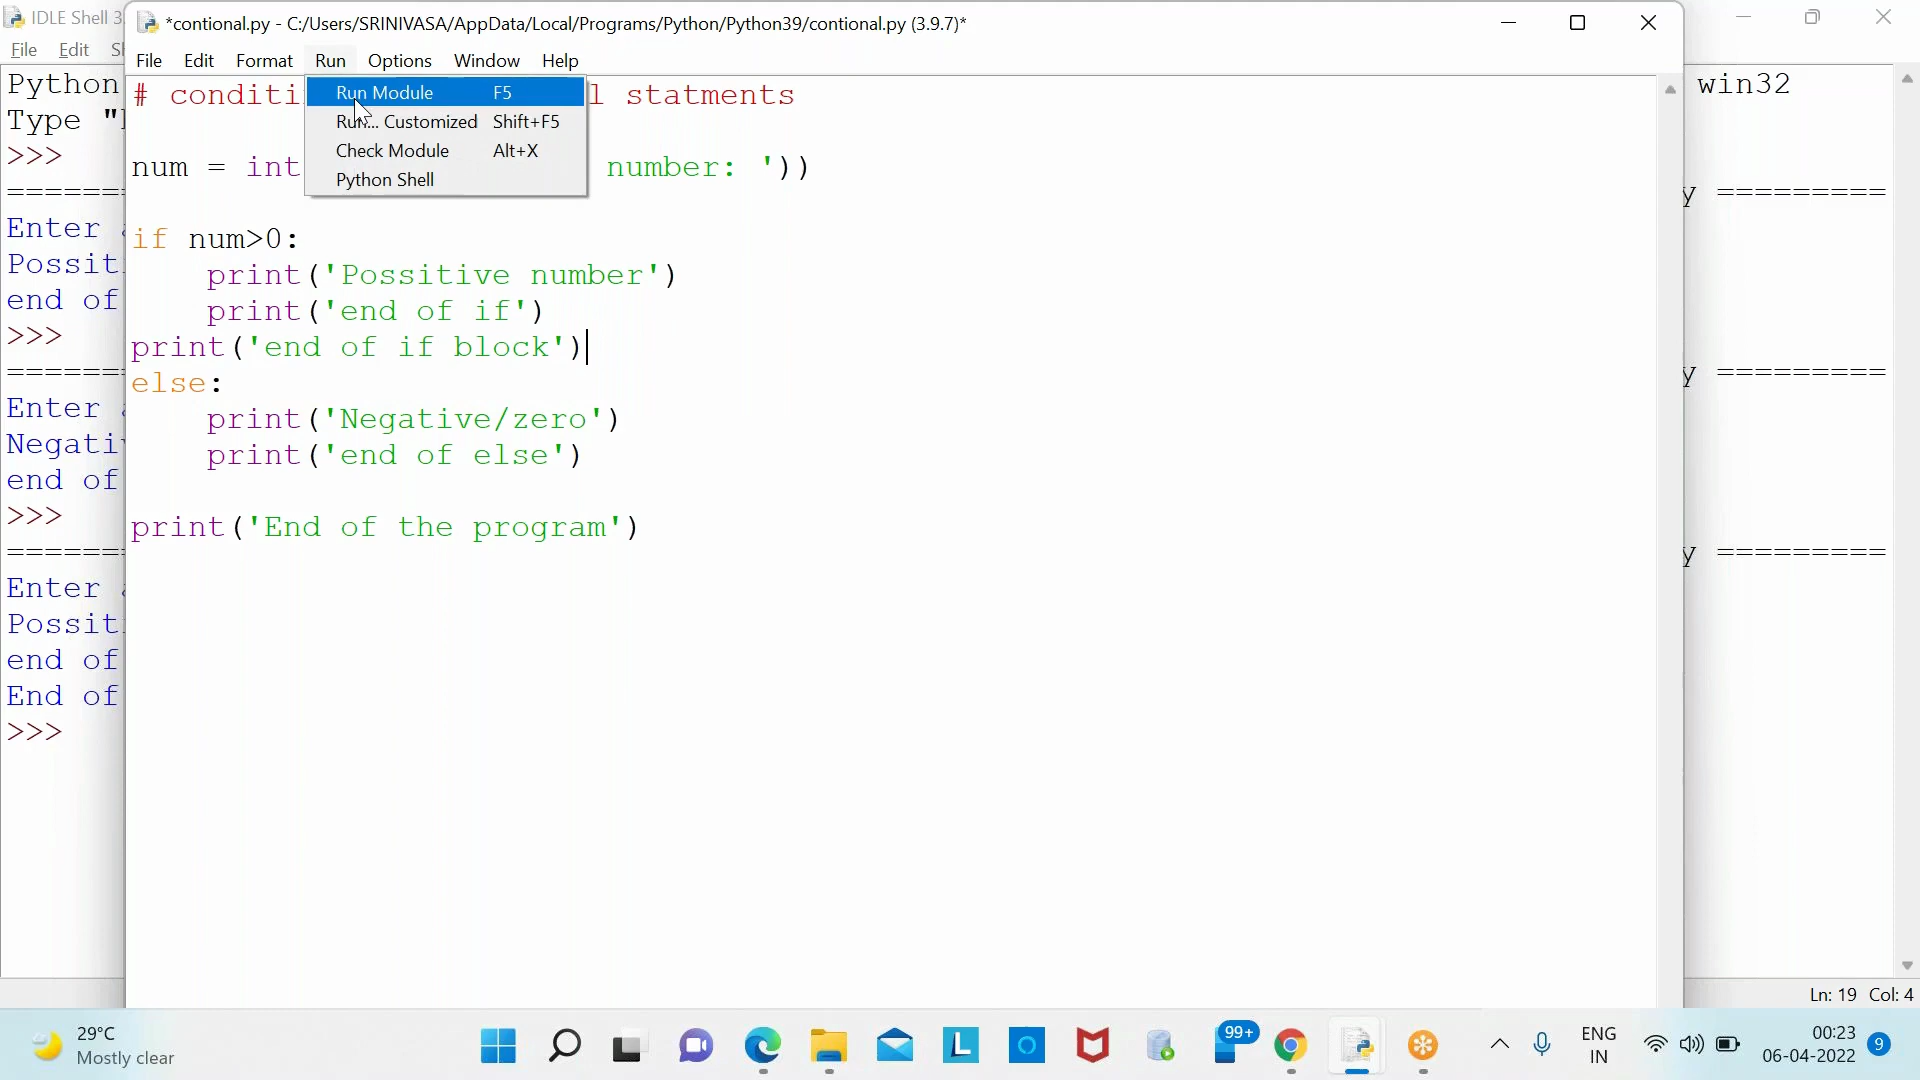 IDLE Shell 3
File Edit Sh
*contional.py - C:/Users/SRINIVASA/AppData/Local/Programs/Python/Python39/contional.py (3.9.7)*
File Edit Format Run Options Window Help
Run Module F5
Run... Customized Shift+F5
Check Module Alt+X
Python Shell
# conditi l statments
num = int number: '))
if num>0:
print('Possitive number')
print('end of if')
print('end of if block')
else:
print('Negative/zero')
print('end of else')
print('End of the program')
Python win32
Type "
>>>
======= y =========
Enter
Possit
end of
>>>
======= y =========
Enter
Negativ
end of
>>>
======= y =========
Enter
Possit
end of
End of
>>>
Ln: 19 Col: 4
29°C
Mostly clear
99+
ENG
IN
00:23
06-04-2022
9